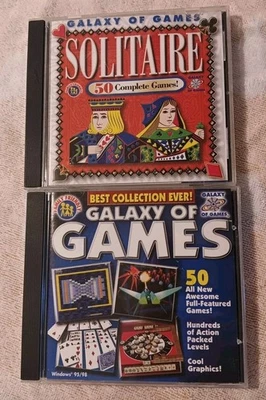 GALAXY OF GAMES
SOLITAIRE
50 Complete Games!
BEST COLLECTION EVER!
GALAXY OF
GAMES
GALAXY
OF GAMES
50
All New
Awesome
Full-Featured
Games!
Hundreds
of Action
Packed
Levels
Cool
Graphics!
Windows 95/98